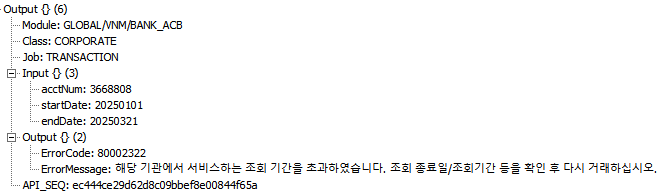 Output {} (6)
Module: GLOBAL/VNM/BANK_ACB
Class: CORPORATE
Job: TRANSACTION
Input {} (3)
acctNum: 3668808
startDate: 20250101
endDate: 20250321
Output {} (2)
ErrorCode: 80002322
ErrorMessage: 해당 기관에서 서비스하는 조회 기간을 초과하였습니다. 조회 종료일/조회기간 등을 확인 후 다시 거래하십시오.
API_SEQ: ec444ce29d62d8c09bbef8e00844f65a